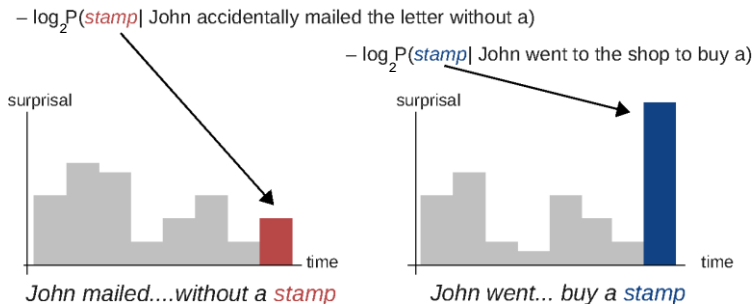 – log2P(stamp| John accidentally mailed the letter without a)
– log2P(stamp| John went to the shop to buy a)
surprisal
surprisal
time
time
John mailed....without a stamp
John went... buy a stamp